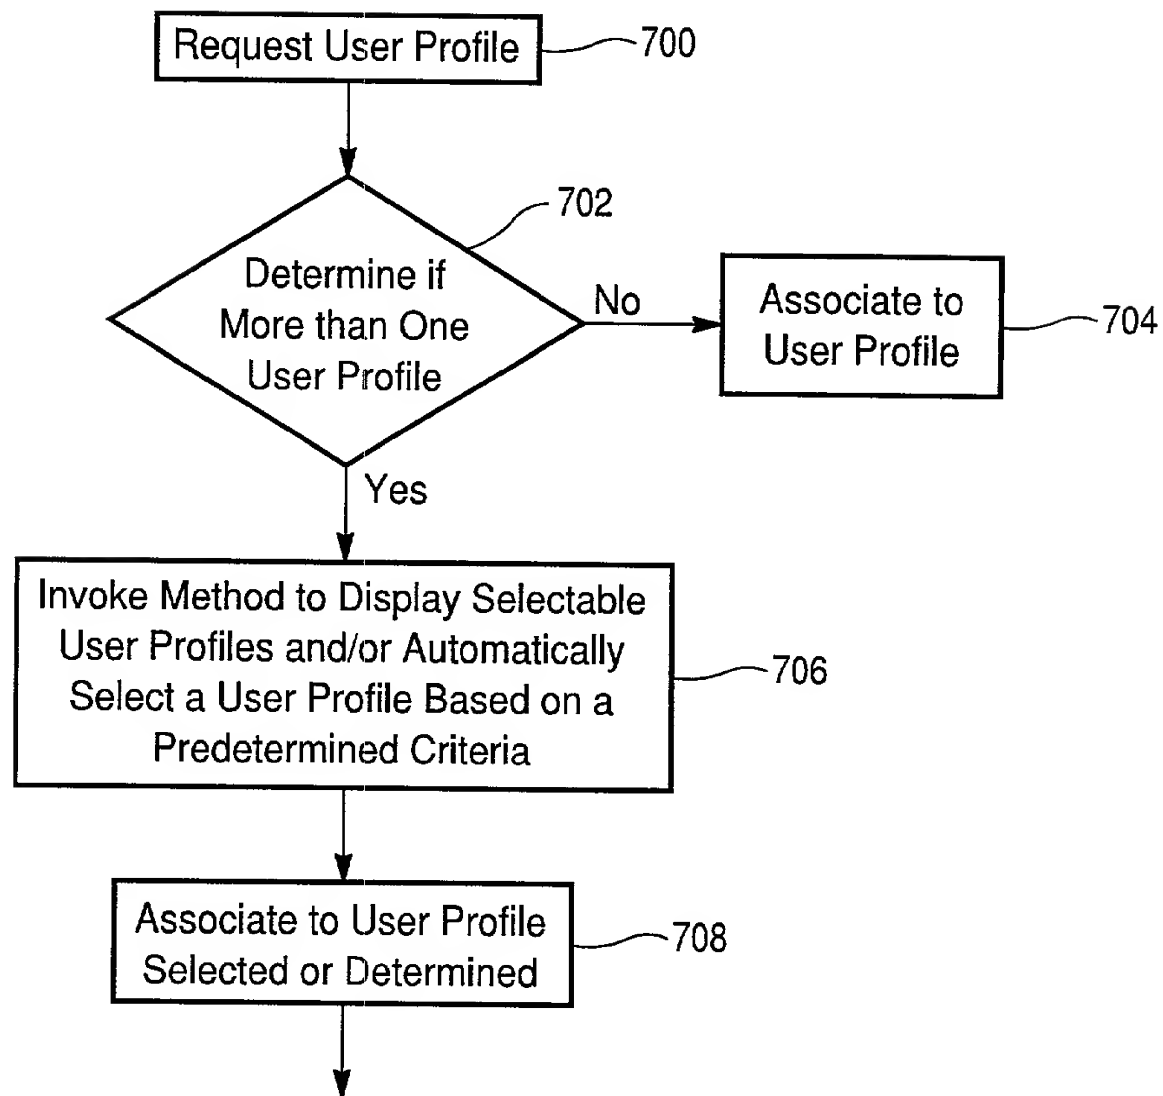 Request User Profile
700
702
Determine if
More than One
User Profile
No
Associate to
User Profile
704
Yes
Invoke Method to Display Selectable
User Profiles and/or Automatically
Select a User Profile Based on a
Predetermined Criteria
706
Associate to User Profile
Selected or Determined
708